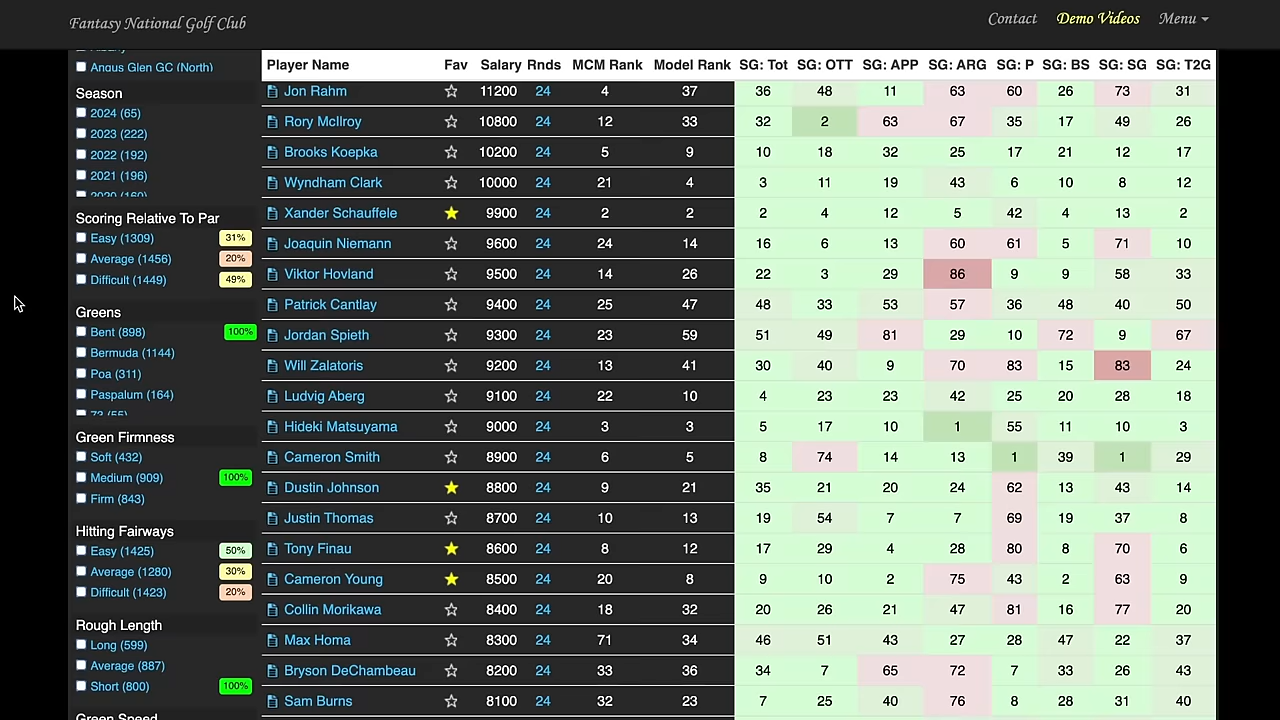 Fantasy National Golf Club
Contact Demo Videos Menu
Angus Glen GC (North)
Season
2024 (65)
2023 (222)
2022 (192)
2021 (196)
2020 (160)
Scoring Relative To Par
Easy (1309) 31%
Average (1456) 20%
Difficult (1449) 49%
Greens
Bent (898) 100%
Bermuda (1144)
Poa (311)
Paspalum (164)
Green Firmness
Soft (432)
Medium (909) 100%
Firm (843)
Hitting Fairways
Easy (1425) 50%
Average (1280) 30%
Difficult (1423) 20%
Rough Length
Long (599)
Average (887)
Short (800) 100%
Green Speed
Player Name Fav Salary Rnds MCM Rank Model Rank SG: Tot SG: OTT SG: APP SG: ARG SG: P SG: BS SG: SG SG: T2G
Jon Rahm 11200 24 4 37 36 48 11 63 60 26 73 31
Rory McIlroy 10800 24 12 33 32 2 63 67 35 17 49 26
Brooks Koepka 10200 24 5 9 10 18 32 25 17 21 12 17
Wyndham Clark 10000 24 21 4 3 11 19 43 6 10 8 12
Xander Schauffele 9900 24 2 2 2 4 12 5 42 4 13 2
Joaquin Niemann 9600 24 24 14 16 6 13 60 61 5 71 10
Viktor Hovland 9500 24 14 26 22 3 29 86 9 9 58 33
Patrick Cantlay 9400 24 25 47 48 33 53 57 36 48 40 50
Jordan Spieth 9300 24 23 59 51 49 81 29 10 72 9 67
Will Zalatoris 9200 24 13 41 30 40 9 70 83 15 83 24
Ludvig Aberg 9100 24 22 10 4 23 23 42 25 20 28 18
Hideki Matsuyama 9000 24 3 3 5 17 10 1 55 11 10 3
Cameron Smith 8900 24 6 5 8 74 14 13 1 39 1 29
Dustin Johnson 8800 24 9 21 35 21 20 24 62 13 43 14
Justin Thomas 8700 24 10 13 19 54 7 7 69 19 37 8
Tony Finau 8600 24 8 12 17 29 4 28 80 8 70 6
Cameron Young 8500 24 20 8 9 10 2 75 43 2 63 9
Collin Morikawa 8400 24 18 32 20 26 21 47 81 16 77 20
Max Homa 8300 24 71 34 46 51 43 27 28 47 22 37
Bryson DeChambeau 8200 24 33 36 34 7 65 72 7 33 26 43
Sam Burns 8100 24 32 23 7 25 40 76 8 28 31 40